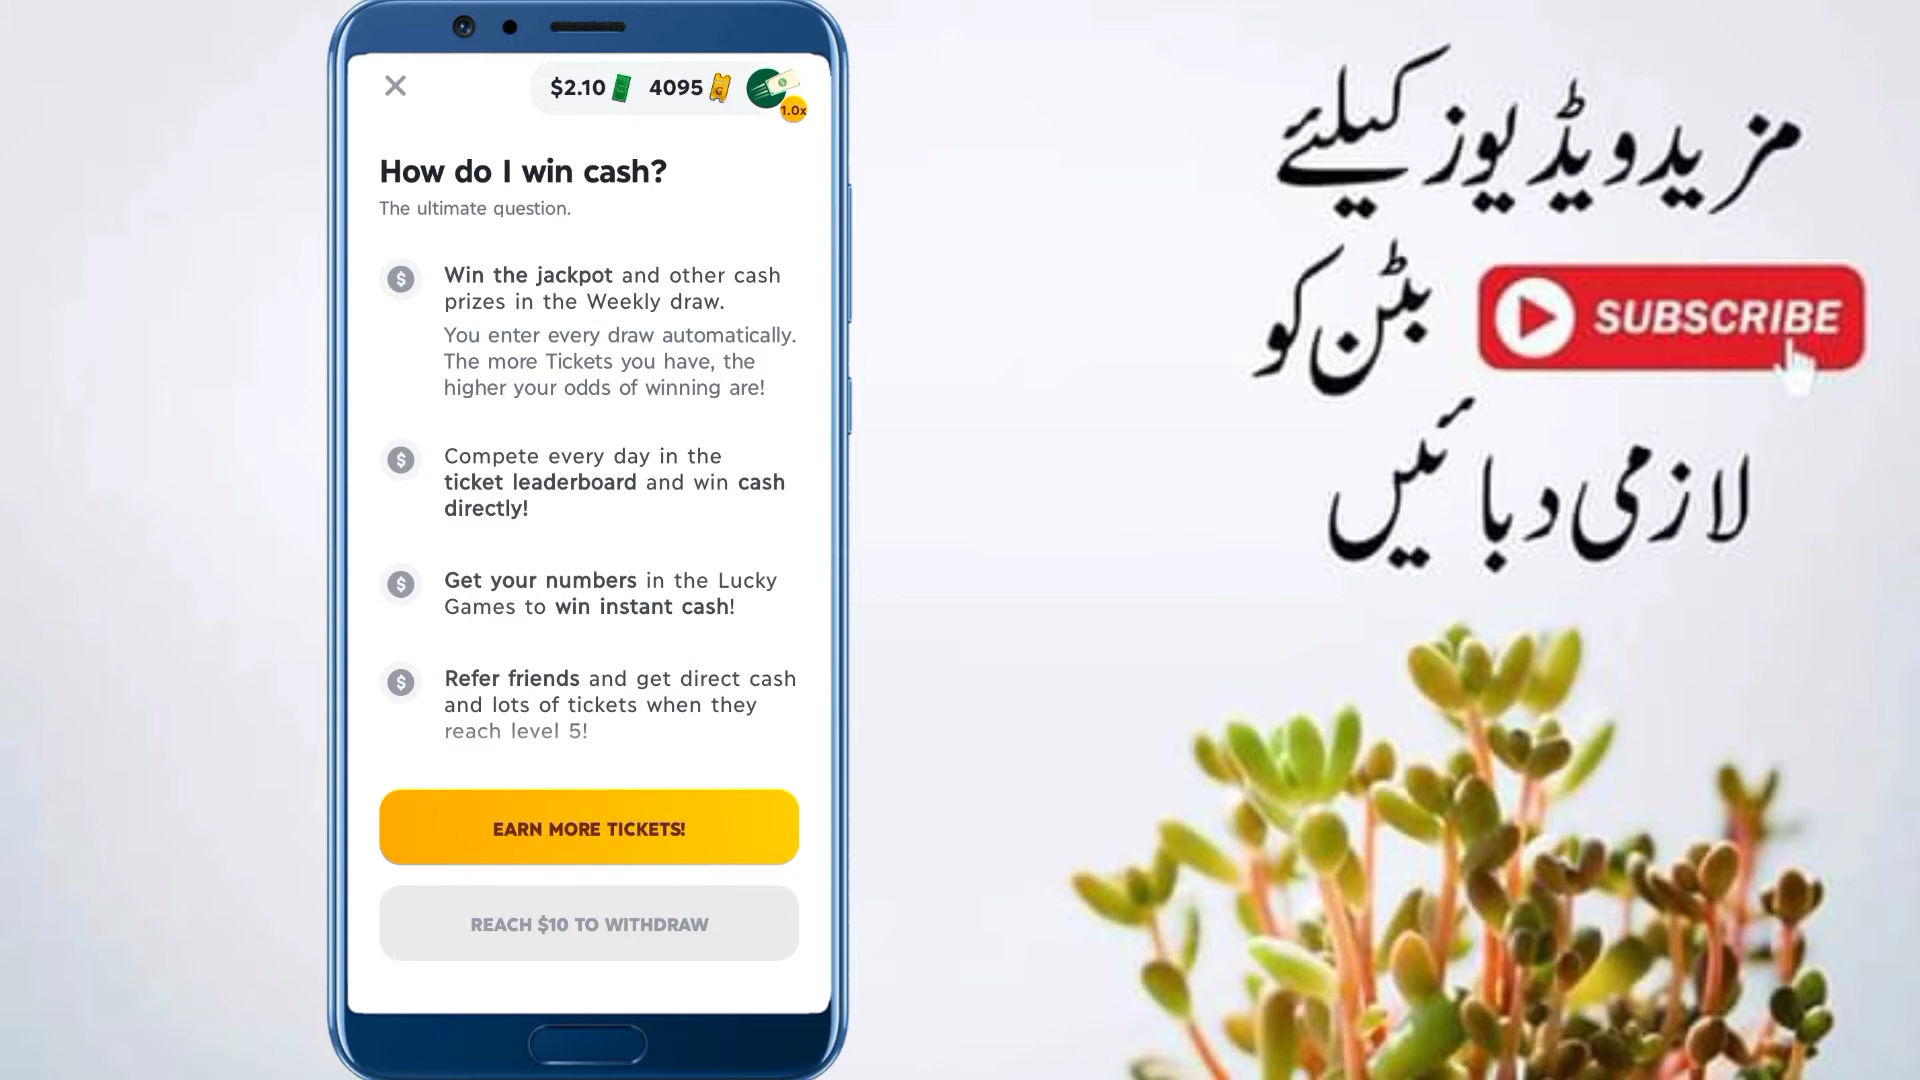 $2.10 4095
1.0x
How do I win cash?
The ultimate question.
Win the jackpot and other cash
prizes in the Weekly draw.
You enter every draw automatically.
The more Tickets you have, the
higher your odds of winning are!
Compete every day in the
ticket leaderboard and win cash
directly!
Get your numbers in the Lucky
Games to win instant cash!
Refer friends and get direct cash
and lots of tickets when they
reach level 5!
EARN MORE TICKETS!
REACH $10 TO WITHDRAW
مزید ویڈیوز کیلئے
SUBSCRIBE بٹن کو
لازمی دبائیں